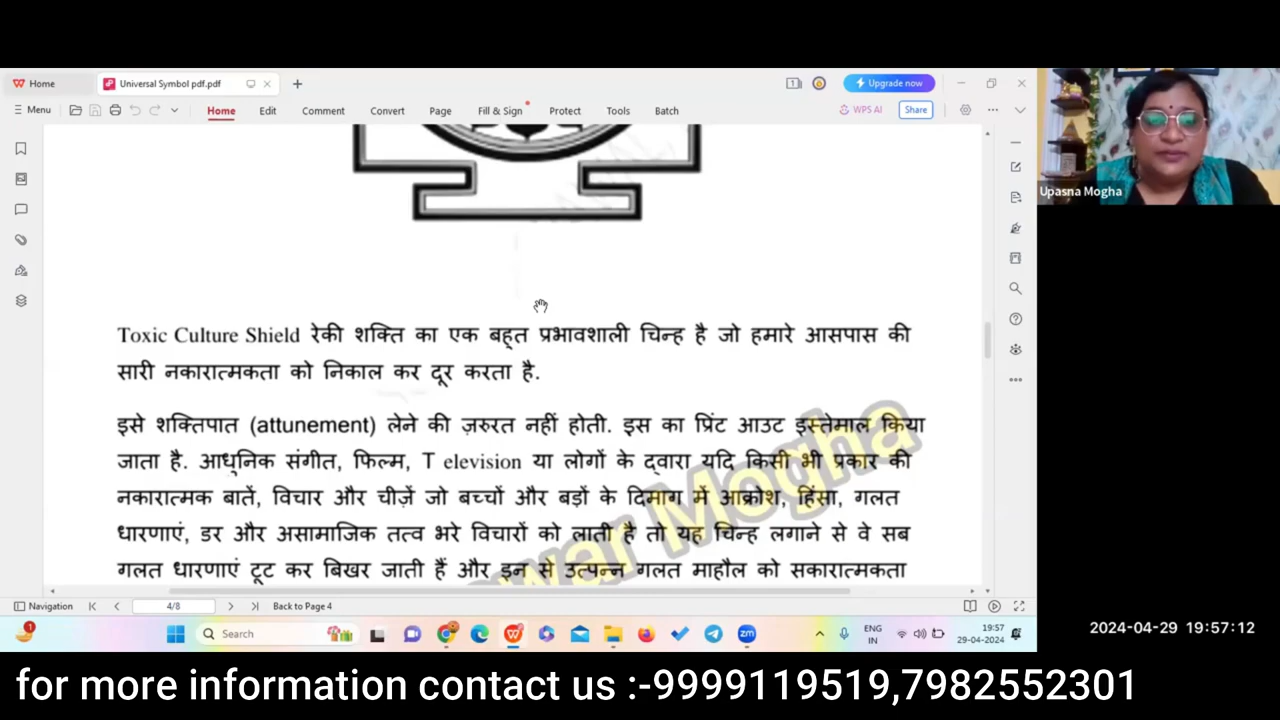 Home
Universal Symbol pdf.pdf
Upgrade now
Menu
Home
Edit
Comment
Convert
Page
Fill & Sign
Protect
Tools
Batch
WPS AI
Share
Upasna Mogha
Toxic Culture Shield रेकी शक्ति का एक बहुत प्रभावशाली चिन्ह है जो हमारे आसपास की
सारी नकारात्मकता को निकाल कर दूर करता है.
इसे शक्तिपात (attunement) लेने की ज़रुरत नहीं होती. इस का प्रिंट आउट इस्तेमाल किया
जाता है. आधुनिक संगीत, फिल्म, T elevision या लोगों के द्वारा यदि किसी भी प्रकार की
नकारात्मक बातें, विचार और चीज़ें जो बच्चों और बड़ों के दिमाग में आक्रोश, हिंसा, गलत
धारणाएं, डर और असामाजिक तत्व भरे विचारों को लाती है तो यह चिन्ह लगाने से वे सब
गलत धारणाएं टूट कर बिखर जाती हैं और इन से उत्पन्न गलत माहौल को सकारात्मकता
Mogha
Navigation
4/8
Back to Page 4
Search
ENG
IN
19:57
29-04-2024
2024-04-29 19:57:12
for more information contact us :-9999119519,7982552301